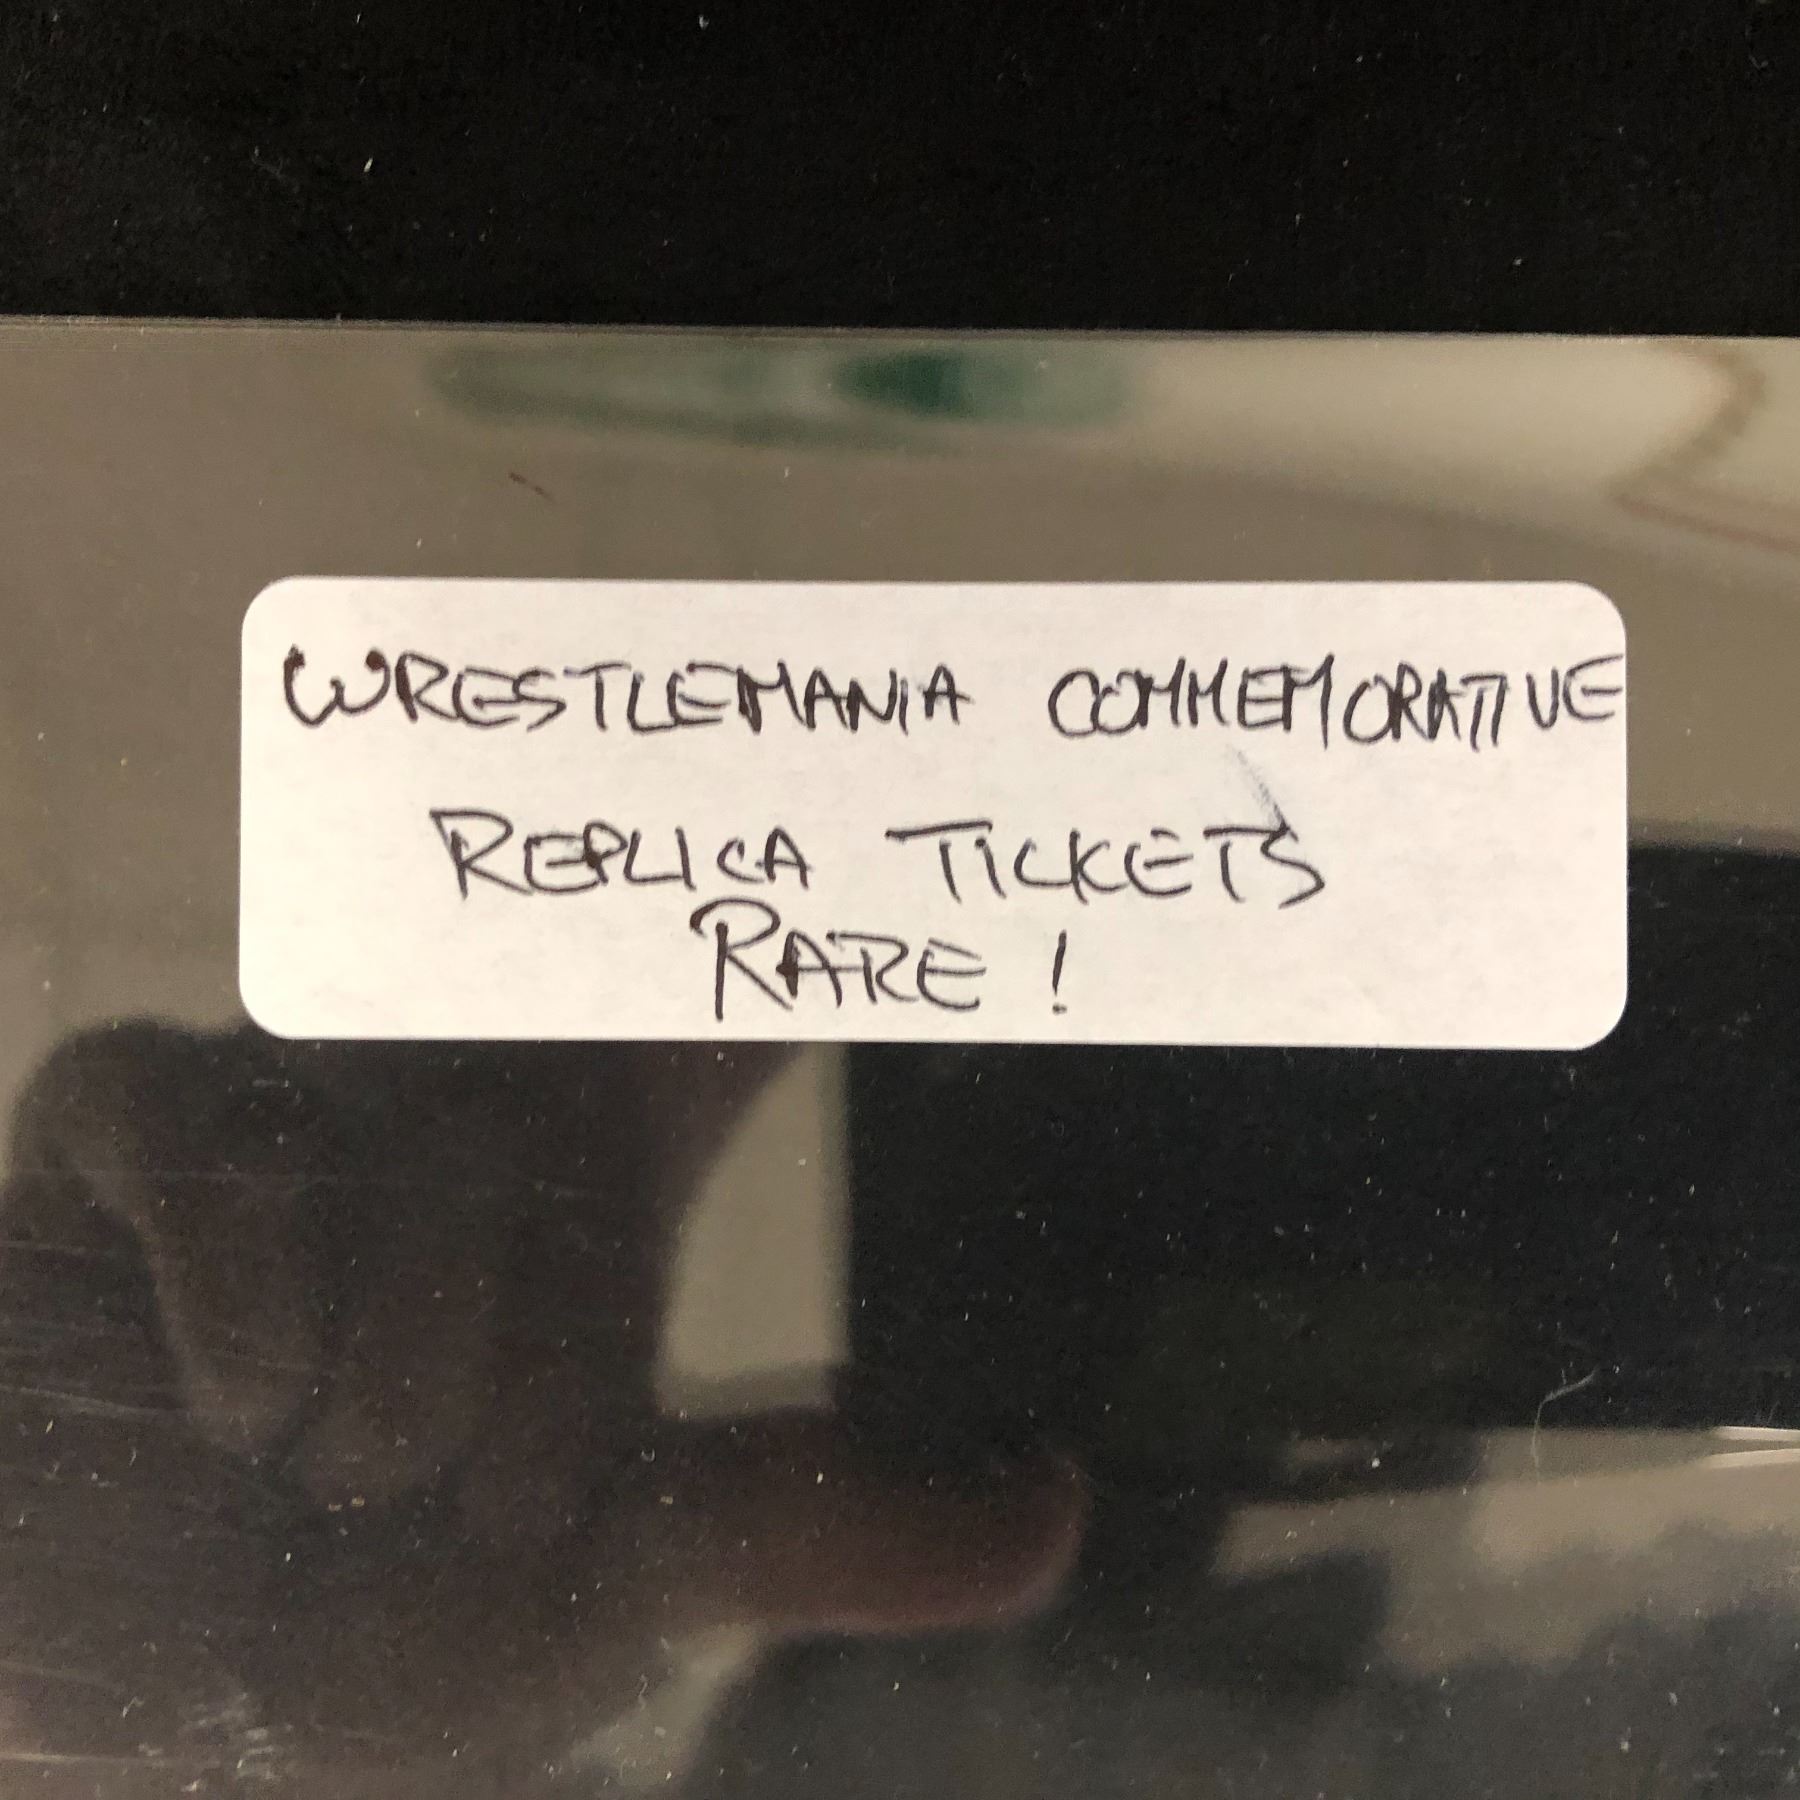 WRESTLEMANIA COMMEMORATIVE
REPLICA TICKETS
RARE !